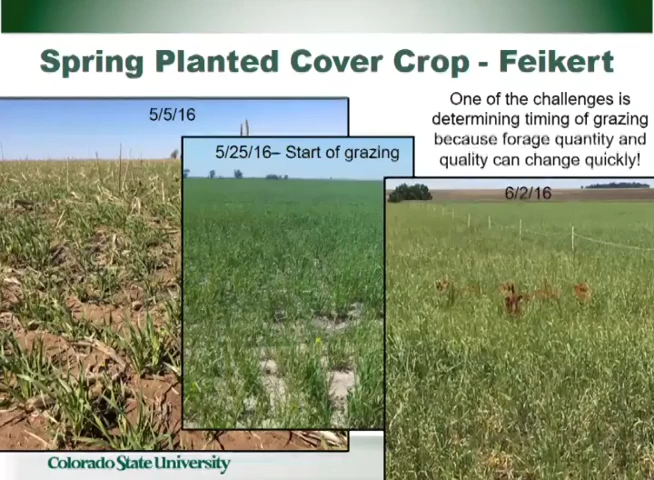 Spring Planted Cover Crop - Feikert
5/5/16
5/25/16– Start of grazing
One of the challenges is
determining timing of grazing
because forage quantity and
quality can change quickly!
6/2/16
Colorado State University